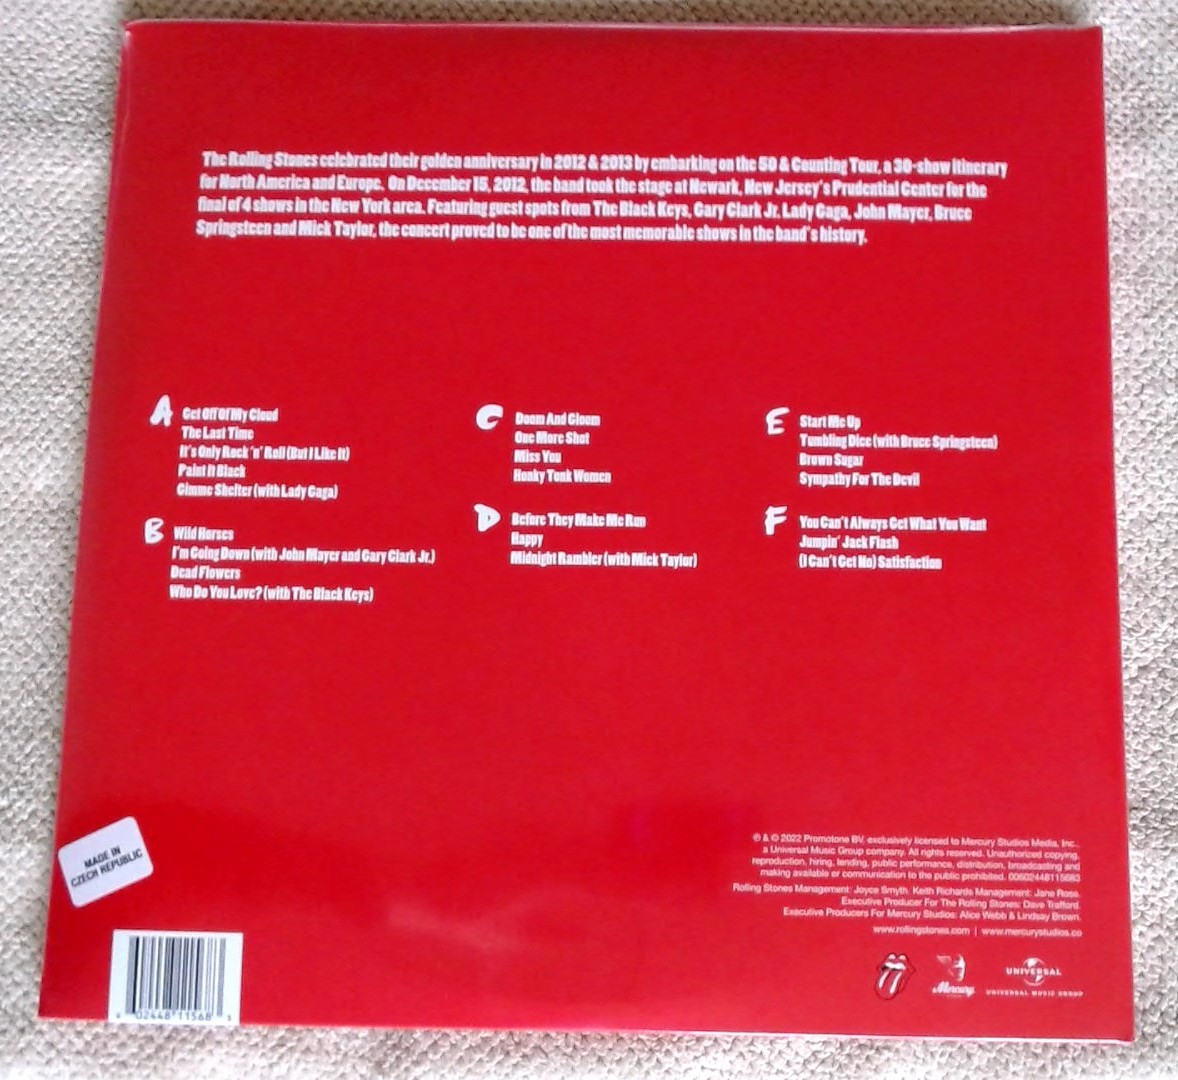 The Rolling Stones celebrated their golden anniversary in 2012 & 2013 by embarking on the 50 & Counting Tour, a 30-show itinerary
for North America and Europe. On December 15, 2012, the band took the stage at Newark, New Jersey's Prudential Center for the
final of 4 shows in the New York area. Featuring guest spots from The Black Keys, Gary Clark Jr. Lady Gaga, John Mayer, Bruce
Springsteen and Mick Taylor, the concert proved to be one of the most memorable shows in the band's history.
A
Get Off Of My Cloud
The Last Time
It's Only Rock 'n' Roll (But I Like It)
Paint It Black
Gimme Shelter (with Lady Gaga)
B
Wild Horses
I'm Going Down (with John Mayer and Gary Clark Jr.)
Dead Flowers
Who Do You Love? (with The Black Keys)
C
Doom And Gloom
One More Shot
Miss You
Honky Tonk Women
D
Before They Make Me Run
Happy
Midnight Rambler (with Mick Taylor)
E
Start Me Up
Tumbling Dice (with Bruce Springsteen)
Brown Sugar
Sympathy For The Devil
F
You Can't Always Get What You Want
Jumpin' Jack Flash
(I Can't Get No) Satisfaction
MADE IN
CZECH REPUBLIC
℗ & © 2022 Promotone BV. exclusively licensed to Mercury Studios Media, Inc.,
a Universal Music Group company. All rights reserved. Unauthorized copying,
reproduction, hiring, lending, public performance, distribution, broadcasting and
making available or communication to the public prohibited. 00602448115683
Rolling Stones Management: Joyce Smyth. Keith Richards Management: Jane Rose.
Executive Producer For The Rolling Stones: Dave Trafford.
Executive Producers For Mercury Studios: Alice Webb & Lindsay Brown.
www.rollingstones.com | www.mercurystudios.co
Mercury
UNIVERSAL
UNIVERSAL MUSIC GROUP
6 02448 11568 3